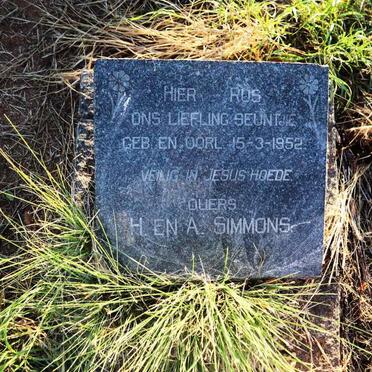 HIER RUS
ONS LIEFLING SEUNTJIE
GEB. EN OORL. 15-3-1952
VEILIG IN JESUS HOEDE
OUERS
H. EN A. SIMMONS